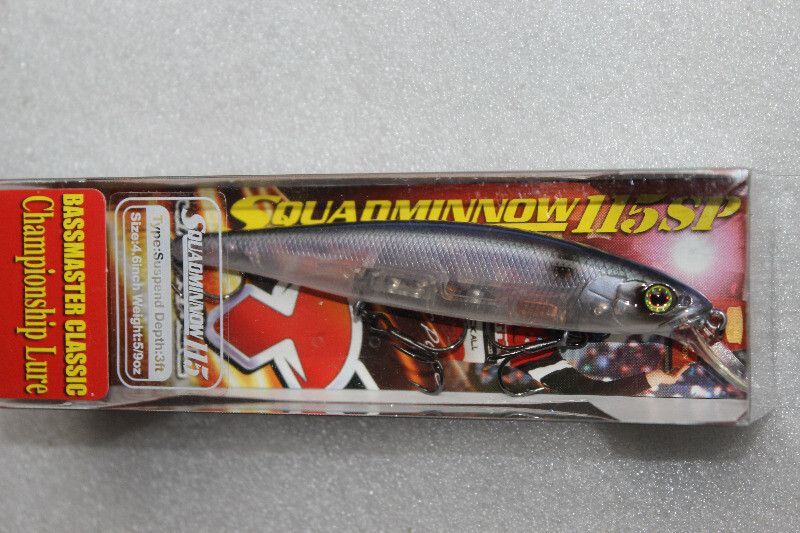 SQUADMINNOW 115SP
BASSMASTER CLASSIC
Championship Lure
SQUADMINNOW 115
Type:Suspend Depth:3ft
Size:4.6inch Weight:5/9oz